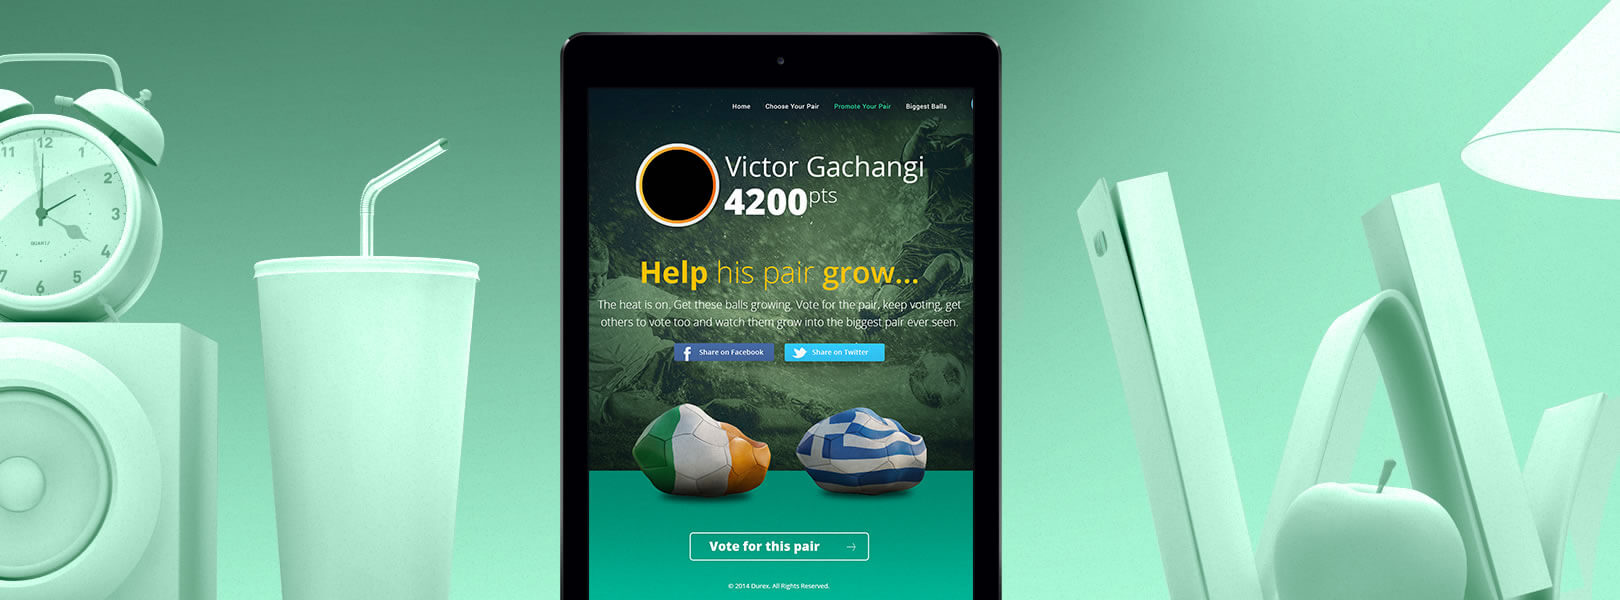 12
11
1
2
3
4
5
6
7
QUARTZ
Home Choose Your Pair Promote Your Pair Biggest Balls
Victor Gachangi
4200pts
Help his pair grow...
The heat is on. Get these balls growing. Vote for the pair, keep voting, get
others to vote too and watch them grow into the biggest pair ever seen.
f Share on Facebook Share on Twitter
Vote for this pair →
© 2014 Durex. All Rights Reserved.